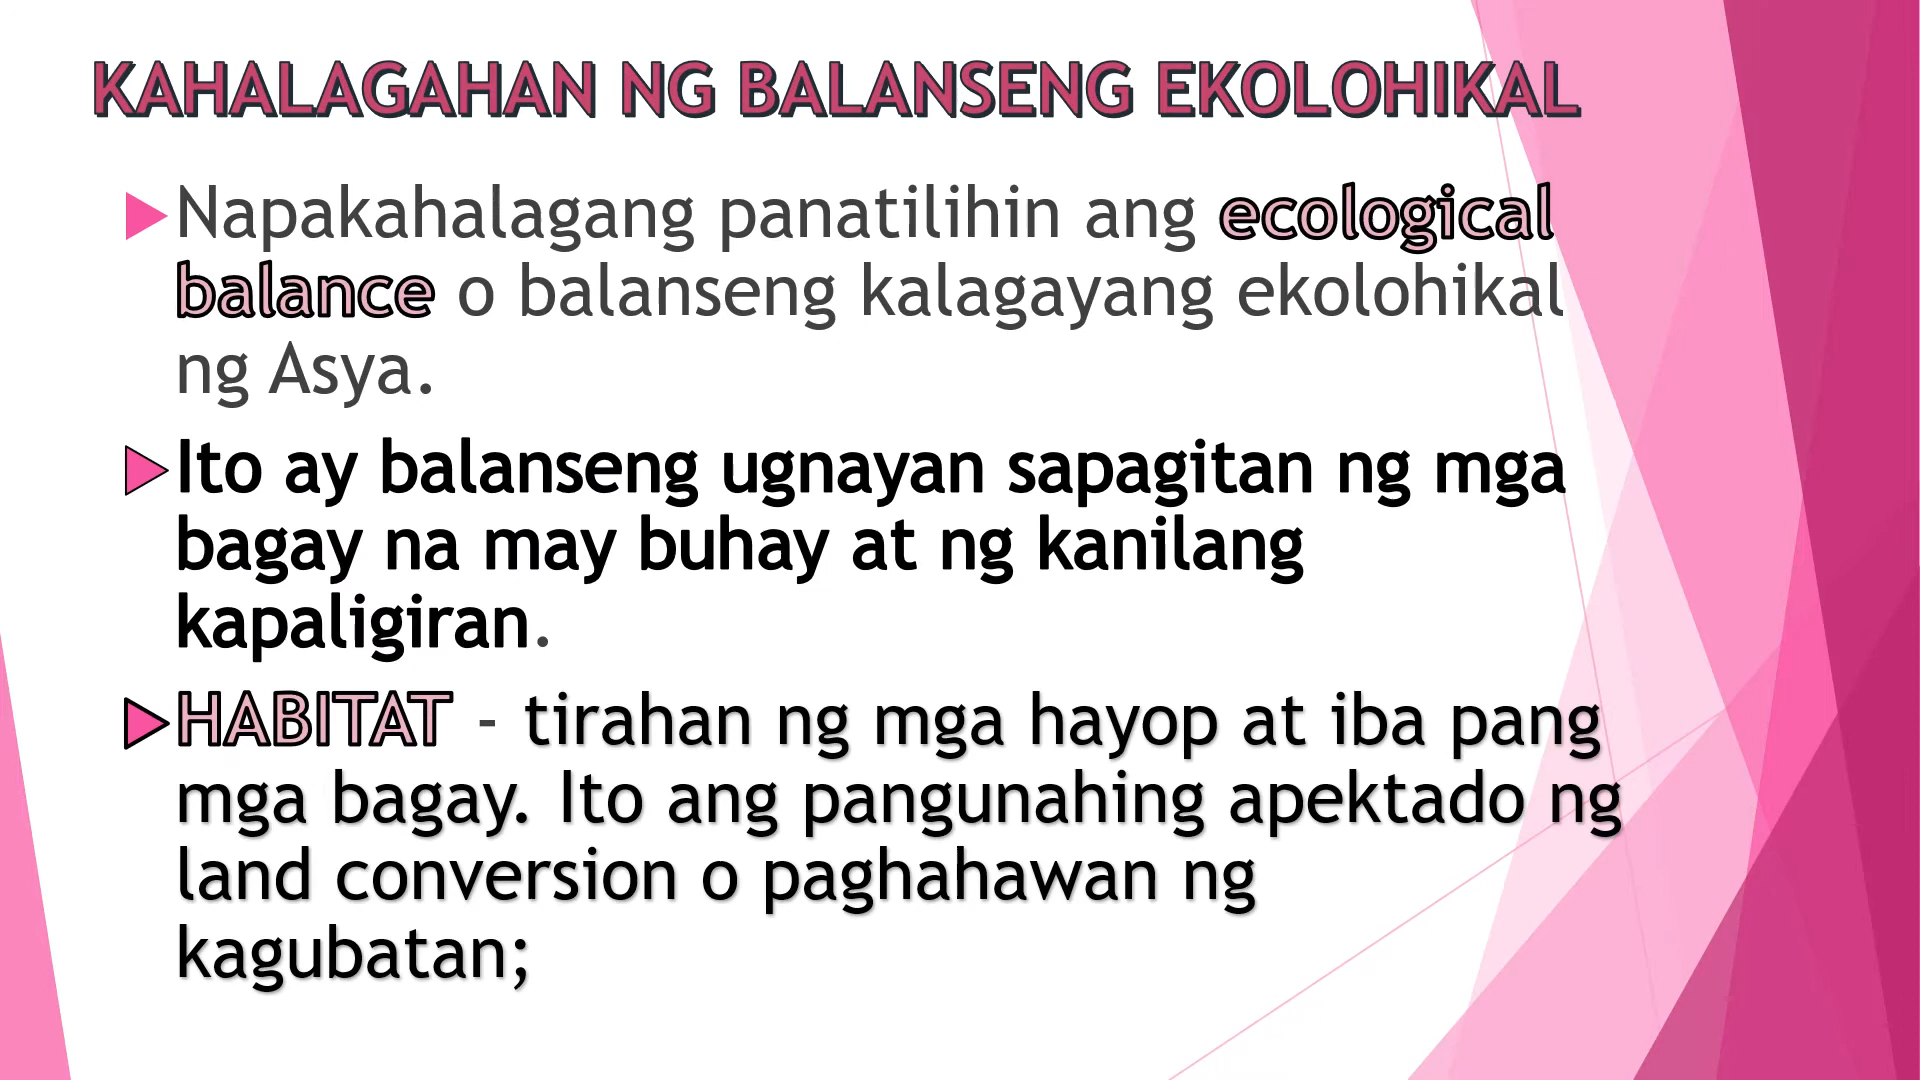 KAHALAGAHAN NG BALANSENG EKOLOHIKAL
Napakahalagang panatilihin ang ecological
balance o balanseng kalagayang ekolohikal
ng Asya.
Ito ay balanseng ugnayan sapagitan ng mga
bagay na may buhay at ng kanilang
kapaligiran.
HABITAT - tirahan ng mga hayop at iba pang
mga bagay. Ito ang pangunahing apektado ng
land conversion o paghahawan ng
kagubatan;